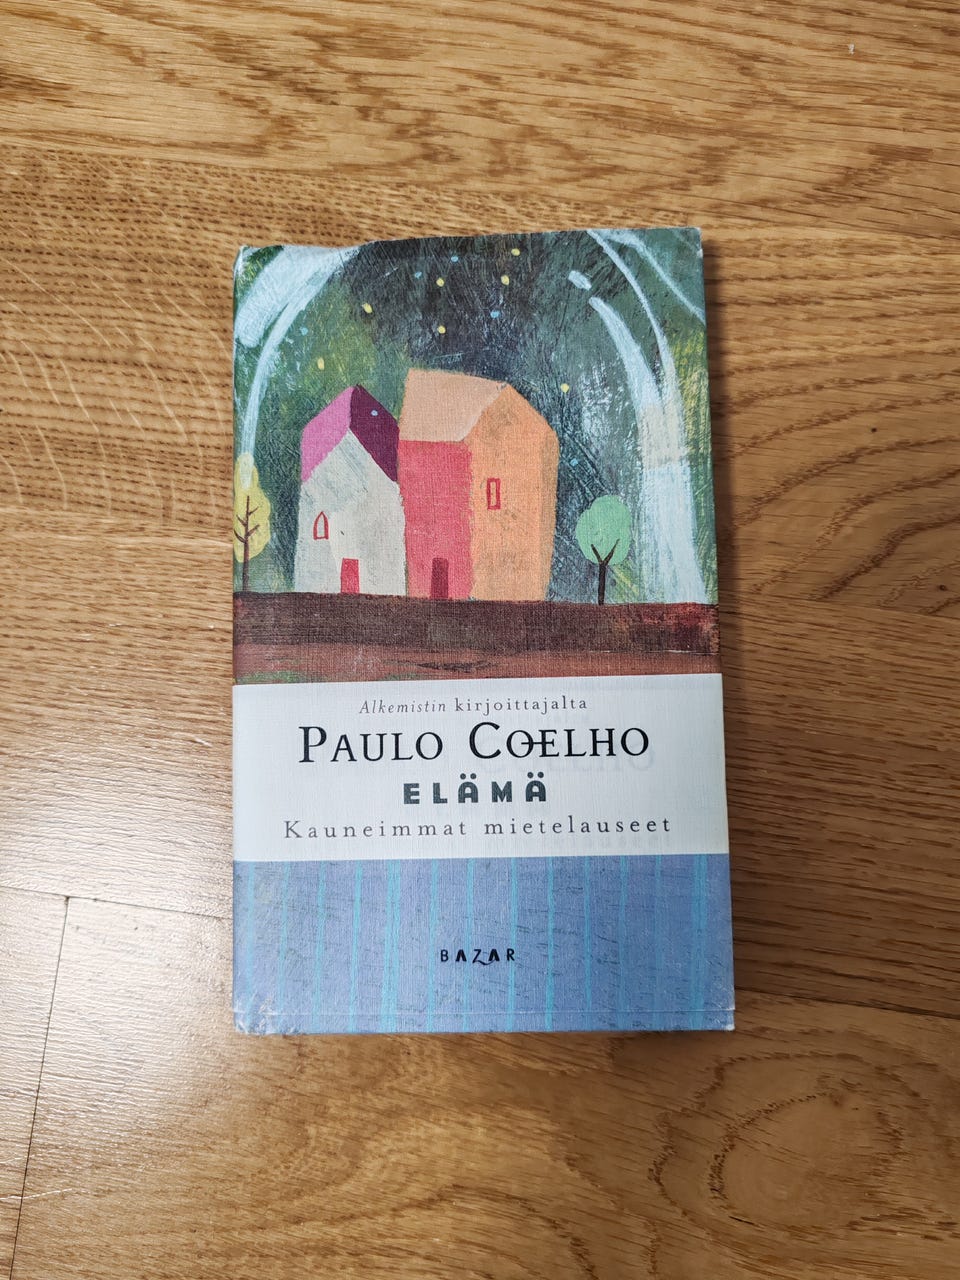 Alkemistin kirjoittajalta
PAULO COELHO
ELÄMÄ
Kauneimmat mietelauseet
BAZAR